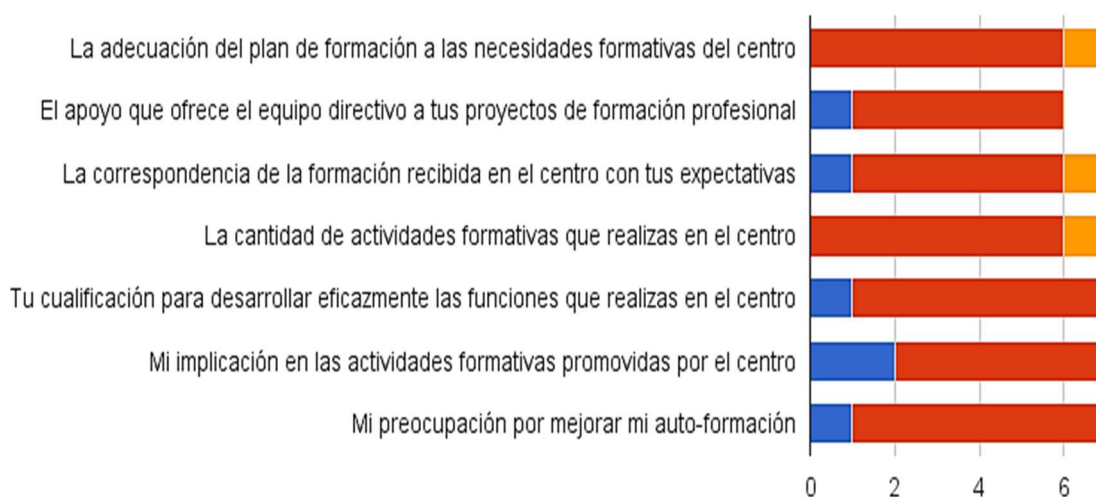 La adecuación del plan de formación a las necesidades formativas del centro
El apoyo que ofrece el equipo directivo a tus proyectos de formación profesional
La correspondencia de la formación recibida en el centro con tus expectativas
La cantidad de actividades formativas que realizas en el centro
Tu cualificación para desarrollar eficazmente las funciones que realizas en el centro
Mi implicación en las actividades formativas promovidas por el centro
Mi preocupación por mejorar mi auto-formación
0 2 4 6